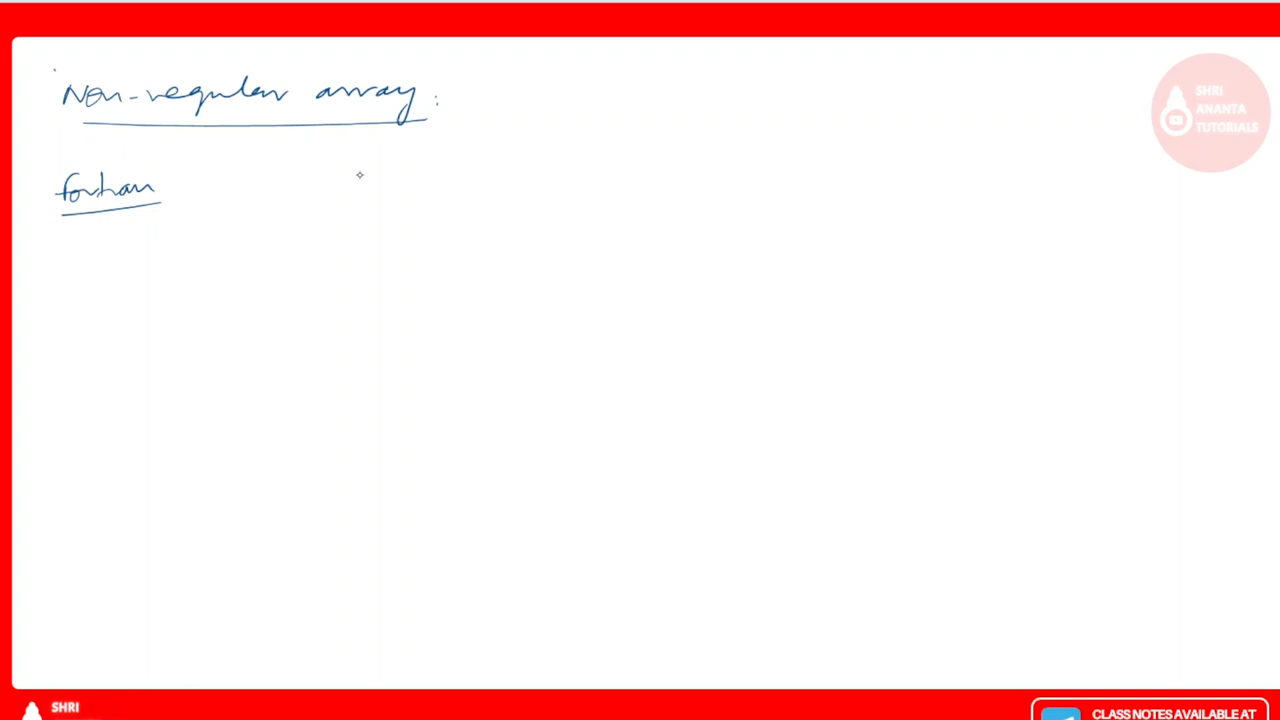 Non-regular array :
fortran
SHRI
ANANTA
TUTORIALS
SHRI
CLASS NOTES AVAILABLE AT